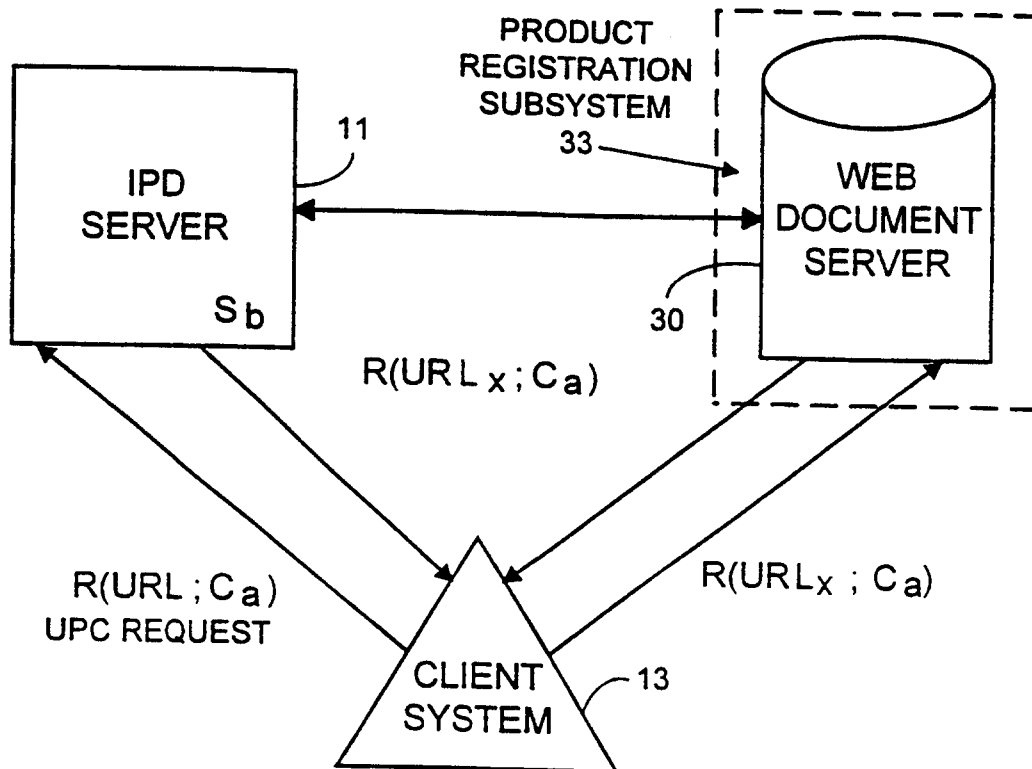 PRODUCT
REGISTRATION
SUBSYSTEM
33
11
IPD
SERVER
Sb
WEB
DOCUMENT
SERVER
30
R(URLx ; Ca)
R(URL ; Ca)
UPC REQUEST
R(URLx ; Ca)
CLIENT
SYSTEM
13